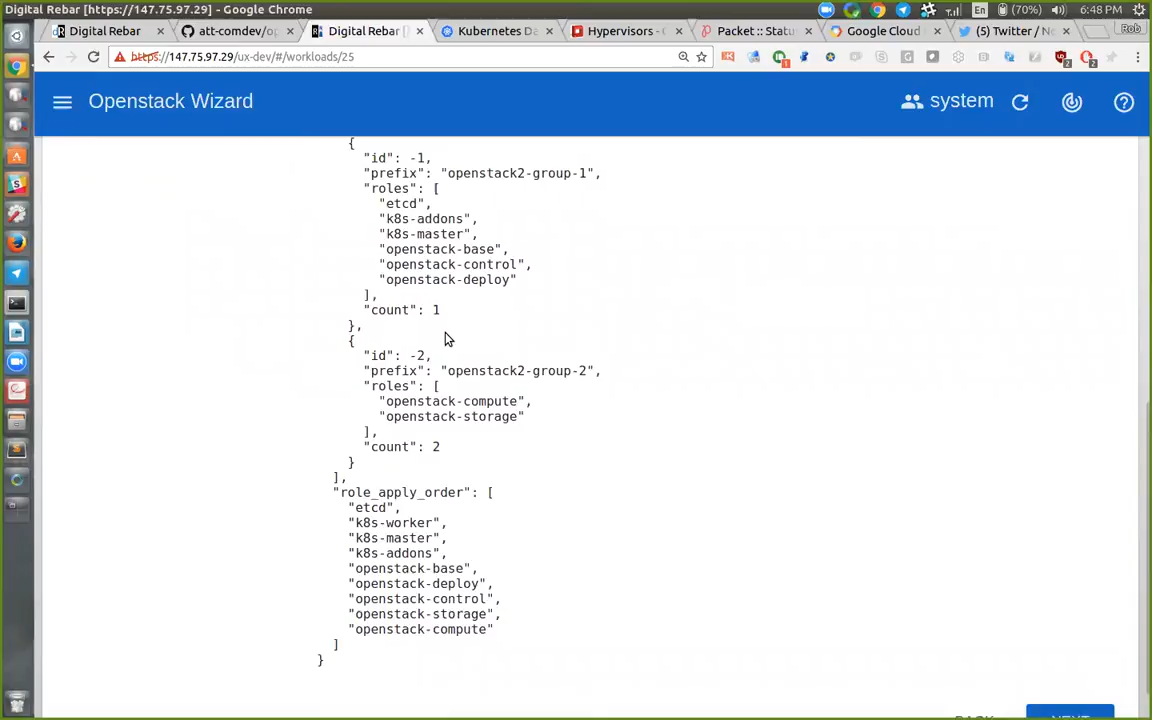 Digital Rebar [https://147.75.97.29] - Google Chrome
En
(70%)
6:48 PM
Digital Rebar
att-comdev/op
Digital Rebar [
Kubernetes Da
Hypervisors - 
Packet :: Statu
Google Cloud
(5) Twitter / N
Rob
https://147.75.97.29/ux-dev/#/workloads/25
Openstack Wizard
system
{
"id": -1,
"prefix": "openstack2-group-1",
"roles": [
"etcd",
"k8s-addons",
"k8s-master",
"openstack-base",
"openstack-control",
"openstack-deploy"
],
"count": 1
},
{
"id": -2,
"prefix": "openstack2-group-2",
"roles": [
"openstack-compute",
"openstack-storage"
],
"count": 2
}
],
"role_apply_order": [
"etcd",
"k8s-worker",
"k8s-master",
"k8s-addons",
"openstack-base",
"openstack-deploy",
"openstack-control",
"openstack-storage",
"openstack-compute"
]
}
BACK
NEXT